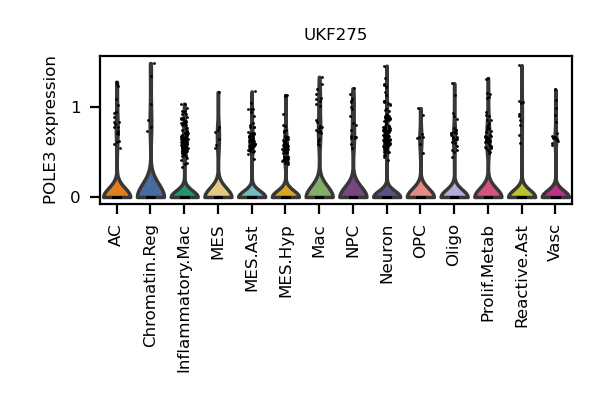 UKF275
POLE3 expression
1
0
AC
Chromatin.Reg
Inflammatory.Mac
MES
MES.Ast
MES.Hyp
Mac
NPC
Neuron
OPC
Oligo
Prolif.Metab
Reactive.Ast
Vasc